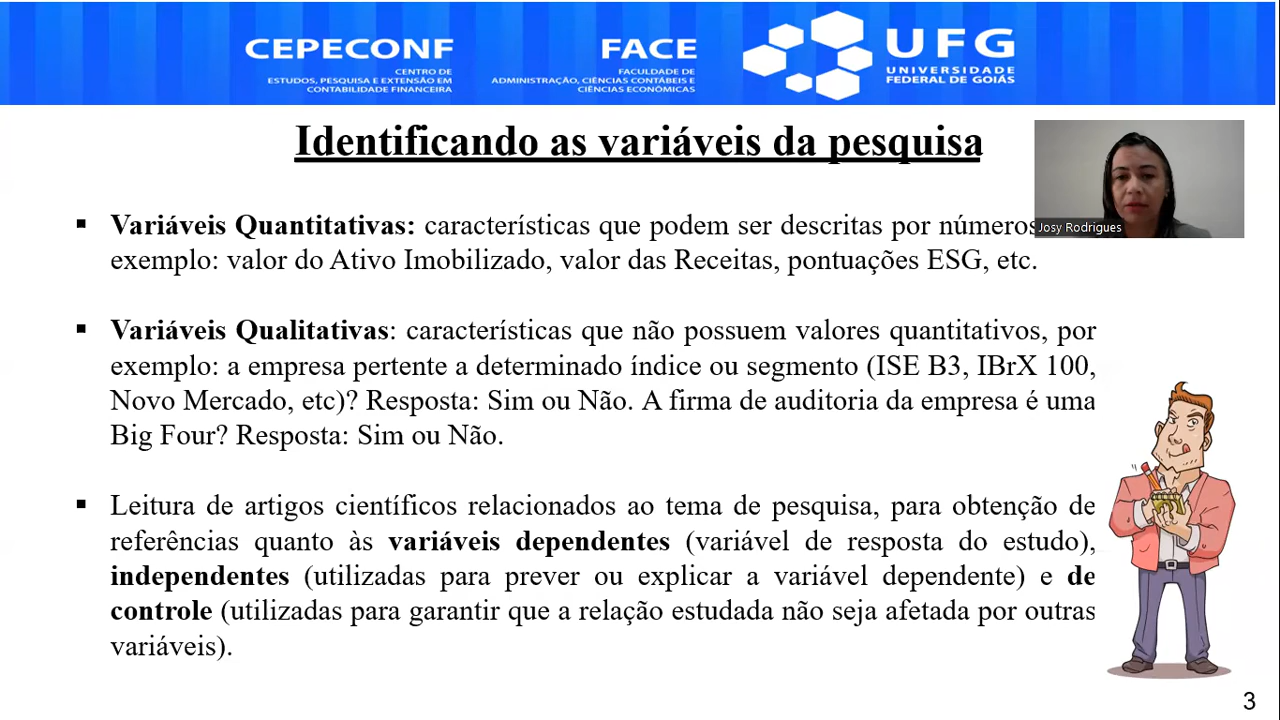 CEPECONF
CENTRO DE
ESTUDOS, PESQUISA E EXTENSÃO EM
CONTABILIDADE FINANCEIRA
FACE
FACULDADE DE
ADMINISTRAÇÃO, CIÊNCIAS CONTÁBEIS E
CIÊNCIAS ECONÔMICAS
UFG
UNIVERSIDADE
FEDERAL DE GOIÁS
Identificando as variáveis da pesquisa
Josy Rodrigues
▪ Variáveis Quantitativas: características que podem ser descritas por números
exemplo: valor do Ativo Imobilizado, valor das Receitas, pontuações ESG, etc.
▪ Variáveis Qualitativas: características que não possuem valores quantitativos, por
exemplo: a empresa pertente a determinado índice ou segmento (ISE B3, IBrX 100,
Novo Mercado, etc)? Resposta: Sim ou Não. A firma de auditoria da empresa é uma
Big Four? Resposta: Sim ou Não.
▪ Leitura de artigos científicos relacionados ao tema de pesquisa, para obtenção de
referências quanto às variáveis dependentes (variável de resposta do estudo),
independentes (utilizadas para prever ou explicar a variável dependente) e de
controle (utilizadas para garantir que a relação estudada não seja afetada por outras
variáveis).
3